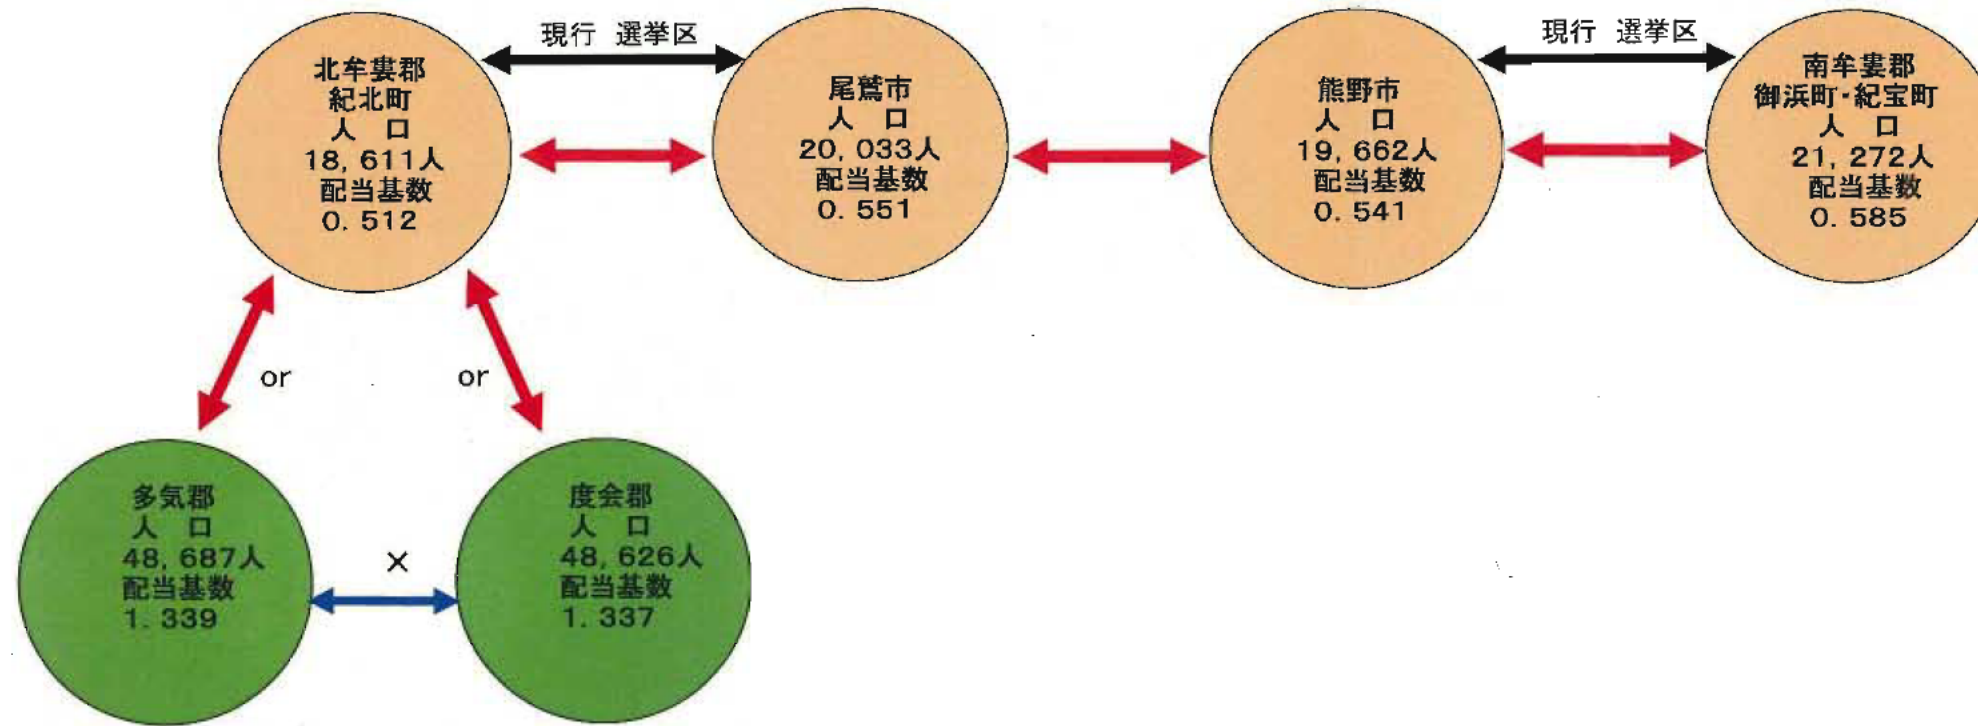 現行 選挙区
北牟婁郡
紀北町
人 口
18,611人
配当基数
0.512
尾鷲市
人 口
20,033人
配当基数
0.551
現行 選挙区
熊野市
人 口
19,662人
配当基数
0.541
南牟婁郡
御浜町・紀宝町
人 口
21,272人
配当基数
0.585
or
or
多気郡
人 口
48,687人
配当基数
1.339
×
度会郡
人 口
48,626人
配当基数
1.337